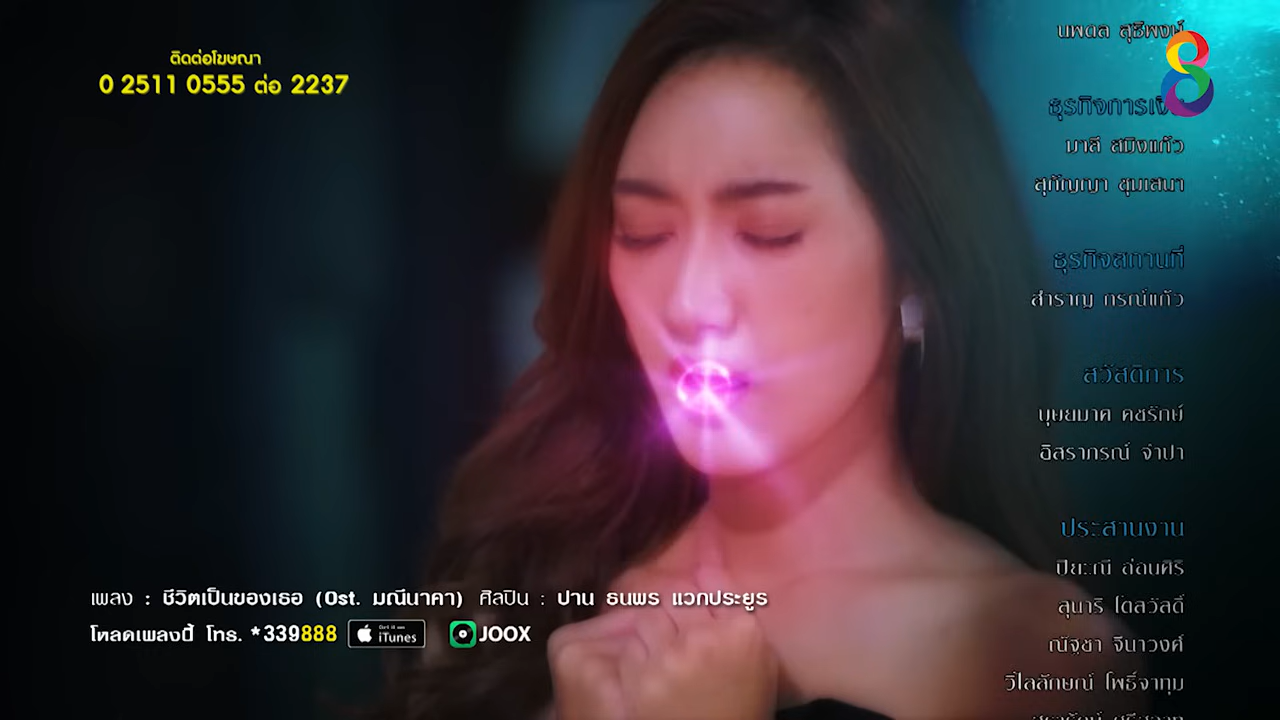 ติดต่อโฆษณา
0 2511 0555 ต่อ 2237
นพดล สุธีพงษ์
ธุรกิจการเงิน
มาลี สมิงแก้ว
สุกัญญา ชุมเสนา
ธุรกิจสถานที่
สำราญ กรณ์แก้ว
สวัสดิการ
บุษยมาศ คชรักษ์
อิสราภรณ์ จำปา
ประสานงาน
ปิยะณี อ่อนศิริ
สุนารี โตสวัสดิ์
ณัฐชา จีนาวงศ์
วิไลลักษณ์ โพธิ์จาทุม
เพลง : ชีวิตเป็นของเธอ (Ost. มณีนาคา) ศิลปิน : ปาน ธนพร แวกประยูร
โหลดเพลงนี้ โทร. *339888 Get it on iTunes JOOX